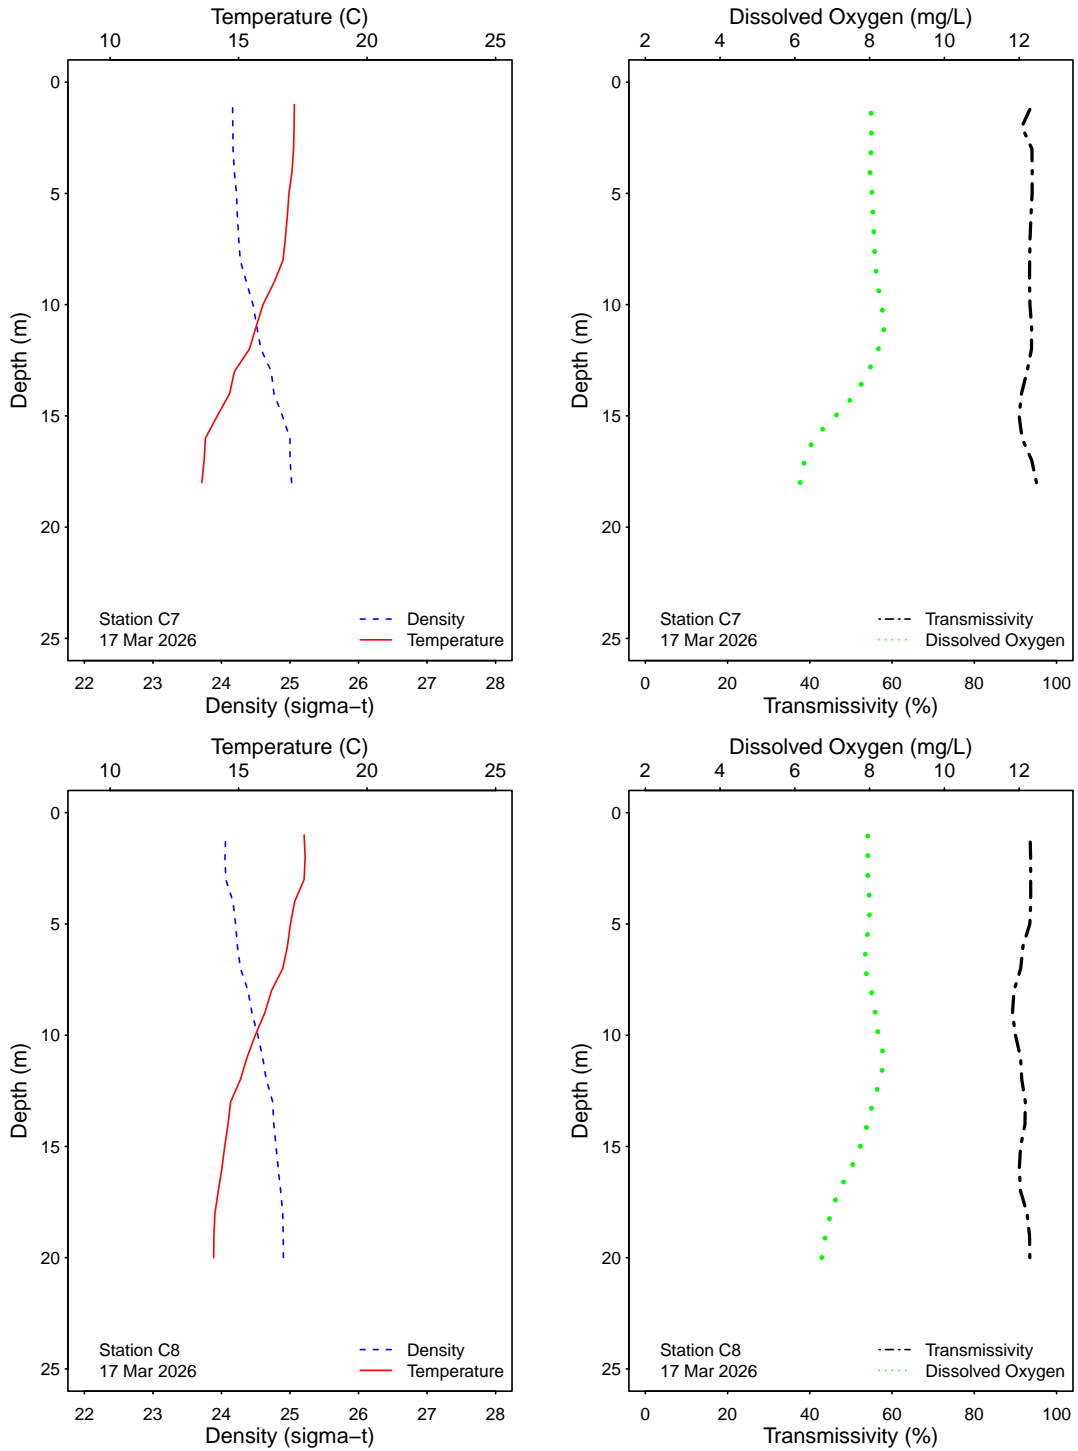 Temperature (C)
10 15 20 25
0
5
10
15
20
25
Depth (m)
Station C7
17 Mar 2026
Density
Temperature
22 23 24 25 26 27 28
Density (sigma−t)
Dissolved Oxygen (mg/L)
2 4 6 8 10 12
0
5
10
15
20
25
Depth (m)
Station C7
17 Mar 2026
Transmissivity
Dissolved Oxygen
0 20 40 60 80 100
Transmissivity (%)
Temperature (C)
10 15 20 25
0
5
10
15
20
25
Depth (m)
Station C8
17 Mar 2026
Density
Temperature
22 23 24 25 26 27 28
Density (sigma−t)
Dissolved Oxygen (mg/L)
2 4 6 8 10 12
0
5
10
15
20
25
Depth (m)
Station C8
17 Mar 2026
Transmissivity
Dissolved Oxygen
0 20 40 60 80 100
Transmissivity (%)